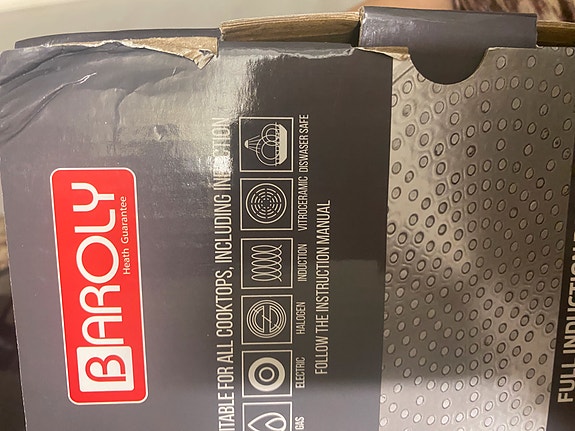 BAROLY
Heath Guarantee
ITABLE FOR ALL COOKTOPS, INCLUDING INDUCTION
GAS ELECTRIC HALOGEN INDUCTION VITROCERAMIC DISWASER SAFE
FOLLOW THE INSTRUCTION MANUAL
FULL INDUCTION